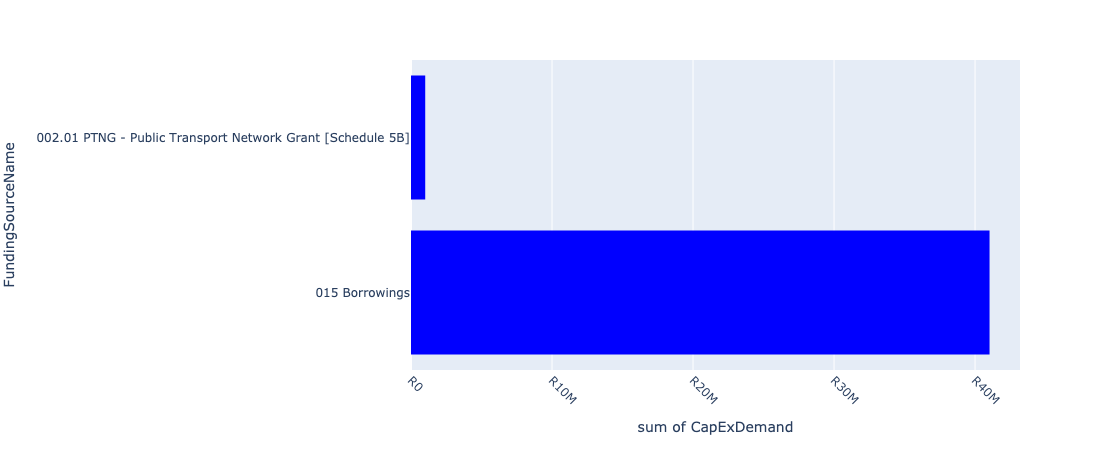 FundingSourceName
002.01 PTNG - Public Transport Network Grant [Schedule 5B]
015 Borrowings
R0
R10M
R20M
R30M
R40M
sum of CapExDemand